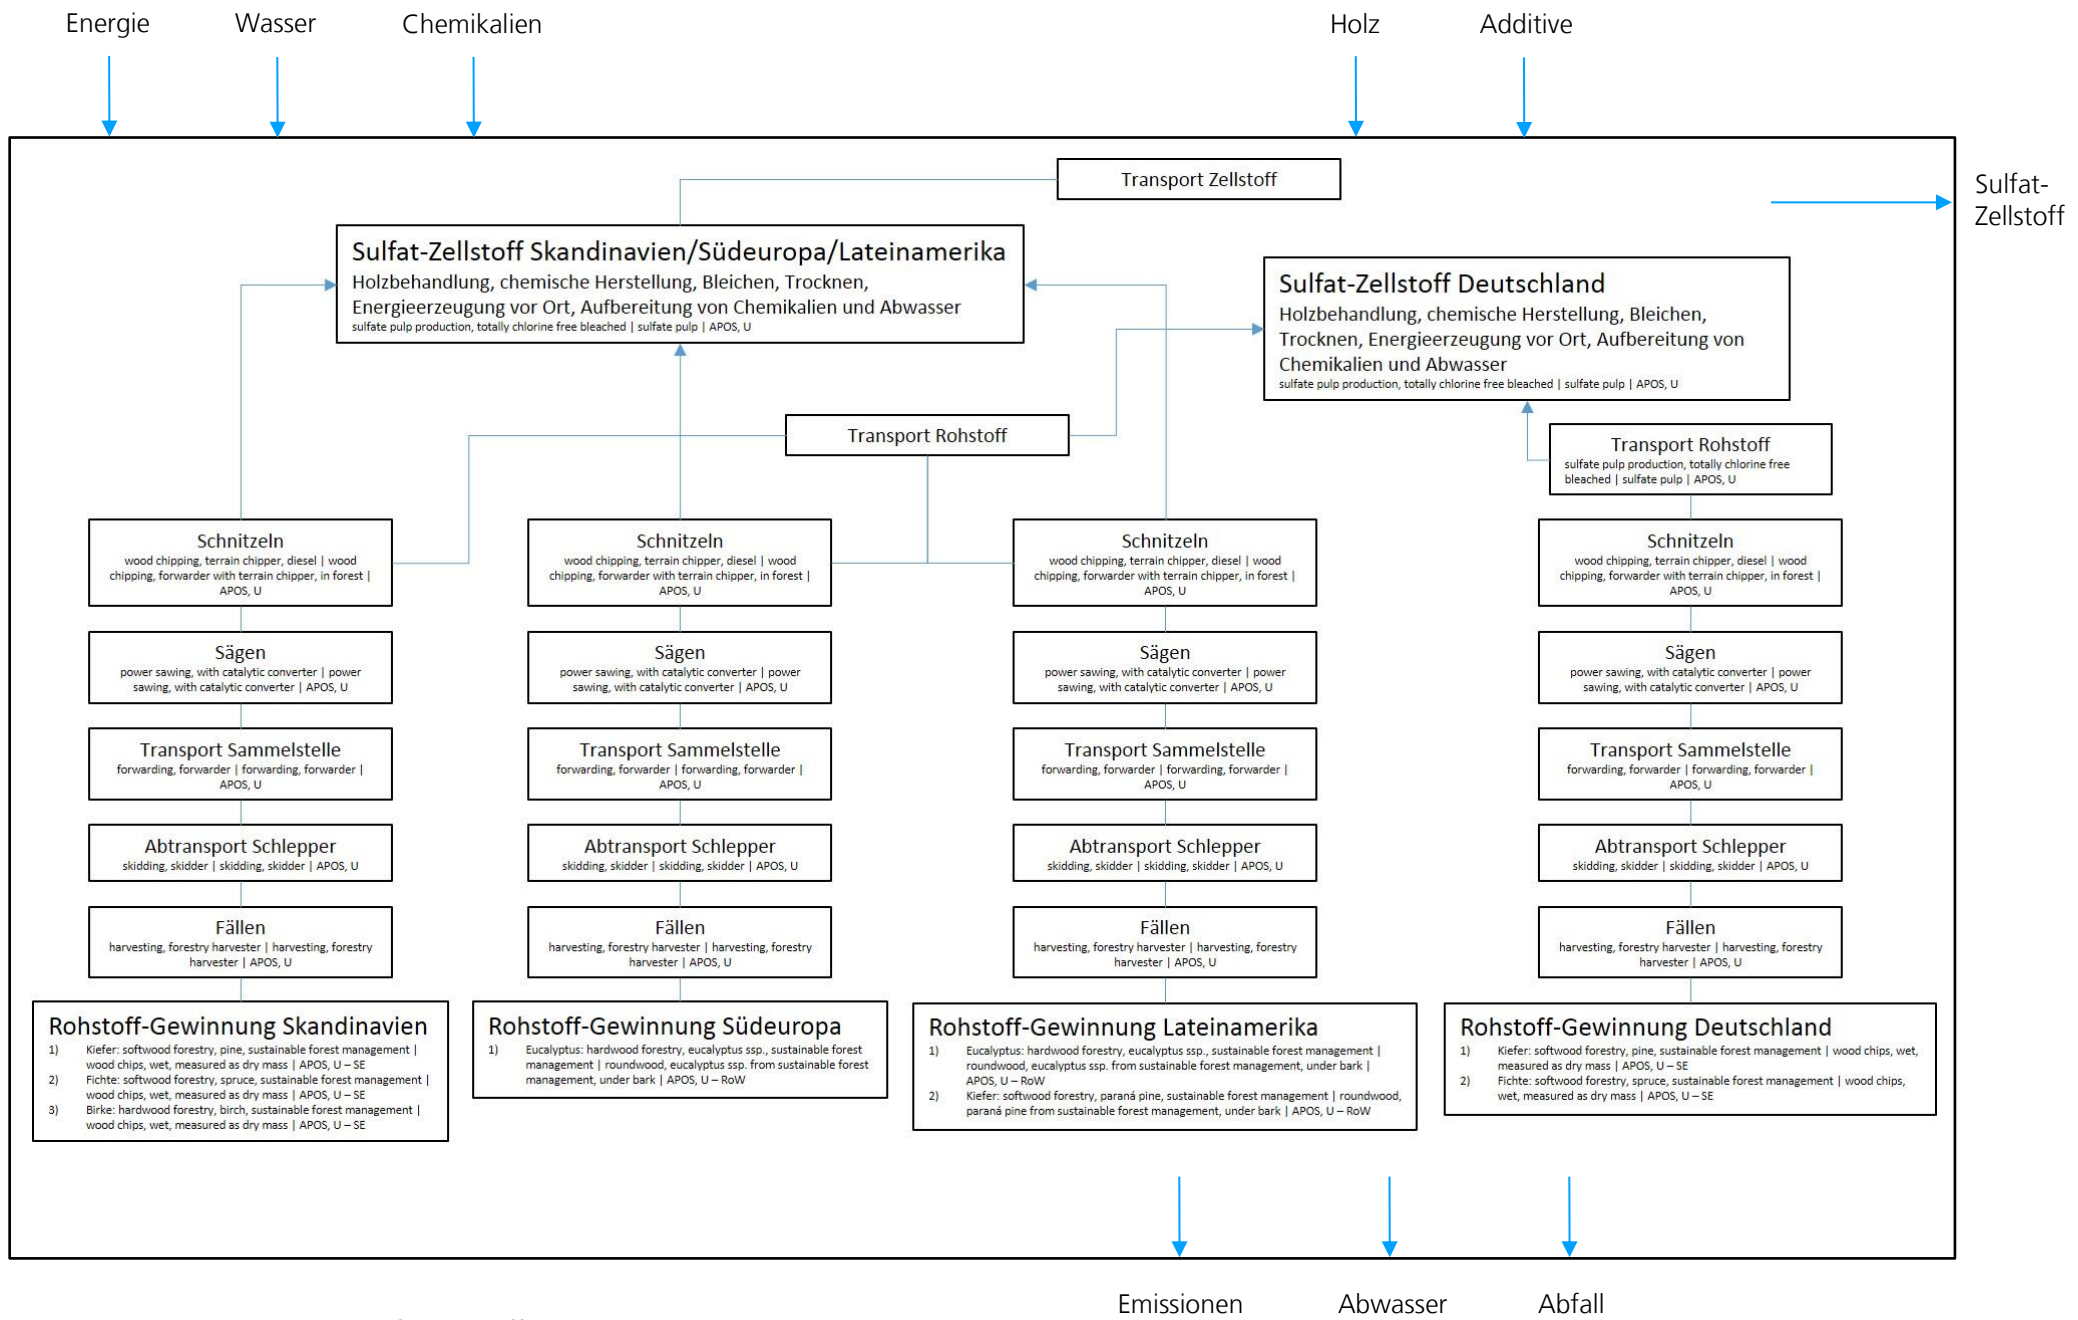 Energie
Wasser
Chemikalien
Holz
Additive
Transport Zellstoff
Sulfat-
Zellstoff
Sulfat-Zellstoff Skandinavien/Südeuropa/Lateinamerika
Holzbehandlung, chemische Herstellung, Bleichen, Trocknen,
Energieerzeugung vor Ort, Aufbereitung von Chemikalien und Abwasser
sulfate pulp production, totally chlorine free bleached | sulfate pulp | APOS, U
Sulfat-Zellstoff Deutschland
Holzbehandlung, chemische Herstellung, Bleichen,
Trocknen, Energieerzeugung vor Ort, Aufbereitung von
Chemikalien und Abwasser
sulfate pulp production, totally chlorine free bleached | sulfate pulp | APOS, U
Transport Rohstoff
Transport Rohstoff
sulfate pulp production, totally chlorine free
bleached | sulfate pulp | APOS, U
Schnitzeln
wood chipping, terrain chipper, diesel | wood
chipping, forwarder with terrain chipper, in forest |
APOS, U
Schnitzeln
wood chipping, terrain chipper, diesel | wood
chipping, forwarder with terrain chipper, in forest |
APOS, U
Schnitzeln
wood chipping, terrain chipper, diesel | wood
chipping, forwarder with terrain chipper, in forest |
APOS, U
Schnitzeln
wood chipping, terrain chipper, diesel | wood
chipping, forwarder with terrain chipper, in forest |
APOS, U
Sägen
power sawing, with catalytic converter | power
sawing, with catalytic converter | APOS, U
Sägen
power sawing, with catalytic converter | power
sawing, with catalytic converter | APOS, U
Sägen
power sawing, with catalytic converter | power
sawing, with catalytic converter | APOS, U
Sägen
power sawing, with catalytic converter | power
sawing, with catalytic converter | APOS, U
Transport Sammelstelle
forwarding, forwarder | forwarding, forwarder |
APOS, U
Transport Sammelstelle
forwarding, forwarder | forwarding, forwarder |
APOS, U
Transport Sammelstelle
forwarding, forwarder | forwarding, forwarder |
APOS, U
Transport Sammelstelle
forwarding, forwarder | forwarding, forwarder |
APOS, U
Abtransport Schlepper
skidding, skidder | skidding, skidder | APOS, U
Abtransport Schlepper
skidding, skidder | skidding, skidder | APOS, U
Abtransport Schlepper
skidding, skidder | skidding, skidder | APOS, U
Abtransport Schlepper
skidding, skidder | skidding, skidder | APOS, U
Fällen
harvesting, forestry harvester | harvesting, forestry
harvester | APOS, U
Fällen
harvesting, forestry harvester | harvesting, forestry
harvester | APOS, U
Fällen
harvesting, forestry harvester | harvesting, forestry
harvester | APOS, U
Fällen
harvesting, forestry harvester | harvesting, forestry
harvester | APOS, U
Rohstoff-Gewinnung Skandinavien
1) Kiefer: softwood forestry, pine, sustainable forest management |
wood chips, wet, measured as dry mass | APOS, U – SE
2) Fichte: softwood forestry, spruce, sustainable forest management |
wood chips, wet, measured as dry mass | APOS, U – SE
3) Birke: hardwood forestry, birch, sustainable forest management |
wood chips, wet, measured as dry mass | APOS, U – SE
Rohstoff-Gewinnung Südeuropa
1) Eucalyptus: hardwood forestry, eucalyptus ssp., sustainable forest
management | roundwood, eucalyptus ssp. from sustainable forest
management, under bark | APOS, U – RoW
Rohstoff-Gewinnung Lateinamerika
1) Eucalyptus: hardwood forestry, eucalyptus ssp., sustainable forest management |
roundwood, eucalyptus ssp. from sustainable forest management, under bark |
APOS, U – RoW
2) Kiefer: softwood forestry, paraná pine, sustainable forest management | roundwood,
paraná pine from sustainable forest management, under bark | APOS, U – RoW
Rohstoff-Gewinnung Deutschland
1) Kiefer: softwood forestry, pine, sustainable forest management | wood chips, wet,
measured as dry mass | APOS, U – SE
2) Fichte: softwood forestry, spruce, sustainable forest management | wood chips,
wet, measured as dry mass | APOS, U – SE
Emissionen
Abwasser
Abfall